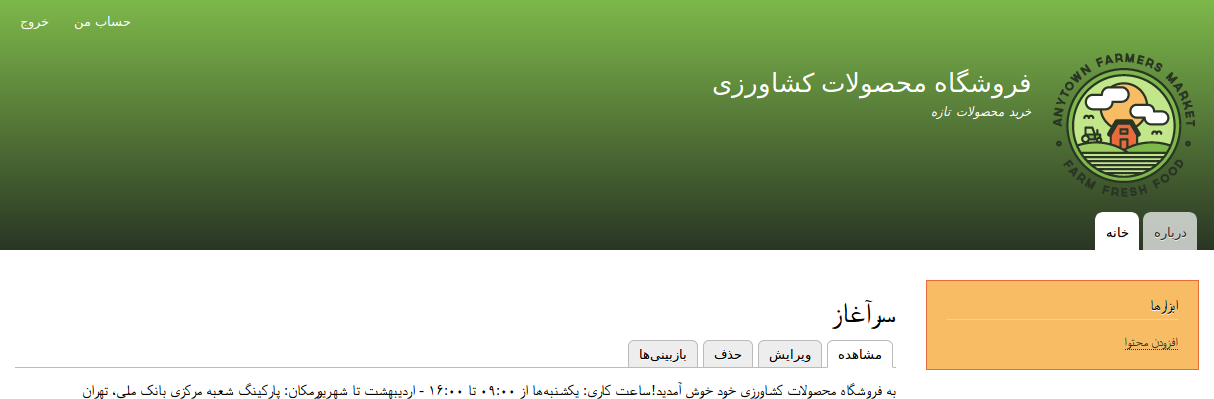 حساب من
خروج
ANYTOWN FARMERS MARKET
FARM FRESH FOOD
فروشگاه محصولات کشاورزی
خرید محصولات تازه
درباره
خانه
ابزارها
افزودن محتوا
سرآغاز
مشاهده
ویرایش
حذف
بازبینی‌ها
به فروشگاه محصولات کشاورزی خود خوش آمدید!ساعت کاری: یکشنبه‌ها از ۰۹:۰۰ تا ۱۶:۰۰ - اردیبهشت تا شهریورمکان: پارکینگ شعبه مرکزی بانک ملی، تهران